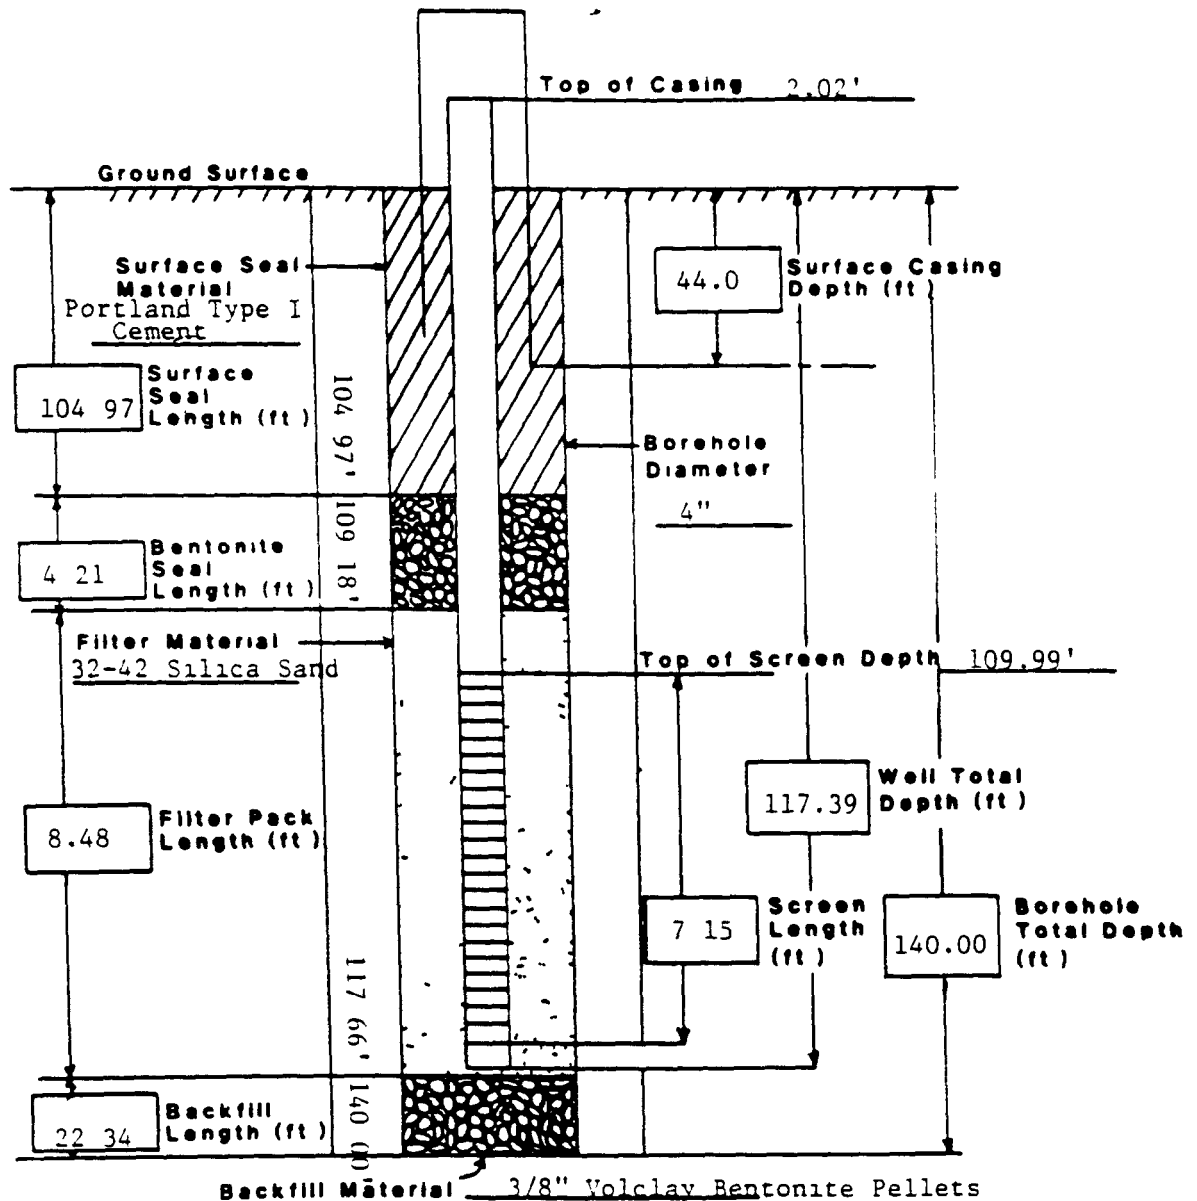 Top of Casing 2.02'
Ground Surface
Surface Seal
Material
Portland Type I
Cement
44.0
Surface Casing
Depth (ft)
104 97
Surface
Seal
Length (ft)
104 97'
Borehole
Diameter
4"
4 21
Bentonite
Seal
Length (ft)
109 18'
Filter Material
32-42 Silica Sand
Top of Screen Depth 109.99'
8.48
Filter Pack
Length (ft)
117.39
Well Total
Depth (ft)
7 15
Screen
Length
(ft)
140.00
Borehole
Total Depth
(ft)
117 66'
22 34
Backfill
Length (ft)
140 00
Backfill Material 3/8" Volclay Bentonite Pellets